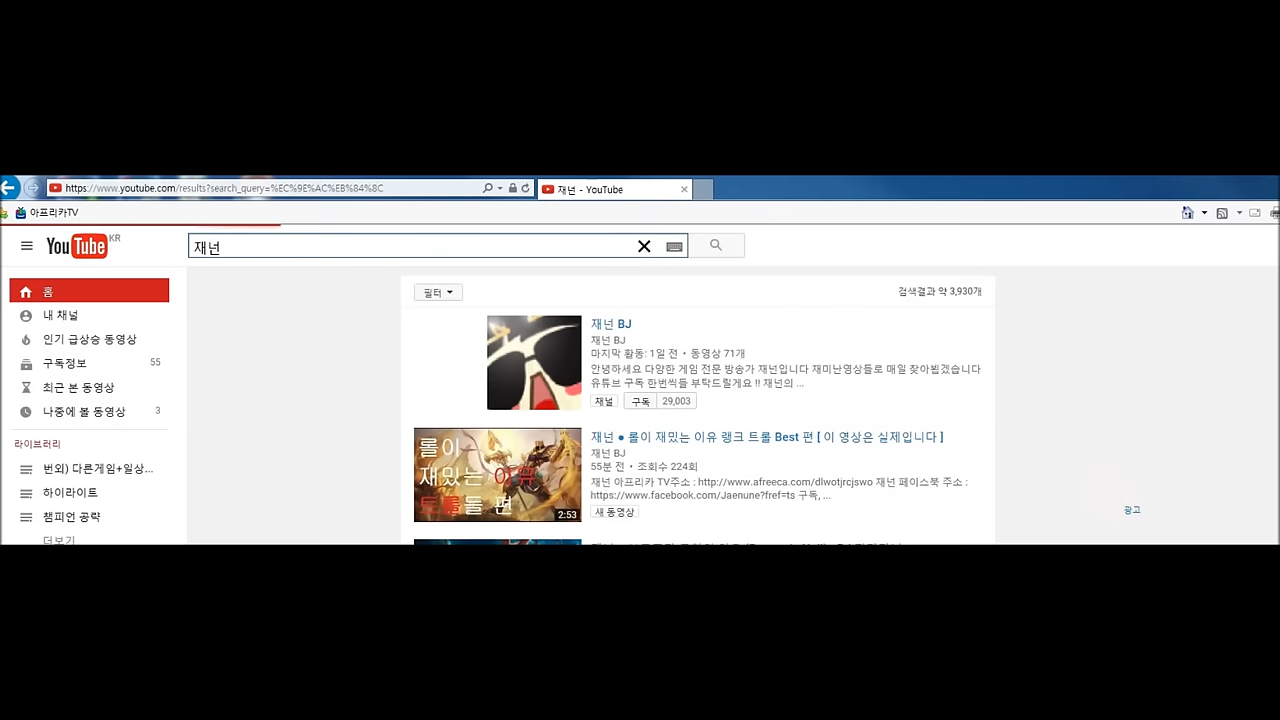 https://www.youtube.com/results?search_query=%EC%9E%AC%EB%84%8C
재넌 - YouTube
아프리카TV
YouTube KR
재넌
홈
내 채널
인기 급상승 동영상
구독정보 55
최근 본 동영상
나중에 볼 동영상 3
라이브러리
번외) 다른게임+일상...
하이라이트
챔피언 공략
더보기
필터
검색결과 약 3,930개
재넌 BJ
재넌 BJ
마지막 활동: 1일 전 • 동영상 71개
안녕하세요 다양한 게임 전문 방송가 재넌입니다 재미난영상들로 매일 찾아뵙겠습니다
유튜브 구독 한번씩들 부탁드릴게요 !! 재넌의 ...
채널 구독 29,003
롤이
재밌는 이유
트롤들 편
2:53
재넌 ● 롤이 재밌는 이유 랭크 트롤 Best 편 [ 이 영상은 실제입니다 ]
재넌 BJ
55분 전 • 조회수 224회
재넌 아프리카 TV주소 : http://www.afreeca.com/dlwotjrcjswo 재넌 페이스북 주소 :
https://www.facebook.com/Jaenune?fref=ts 구독, ...
새 동영상
광고